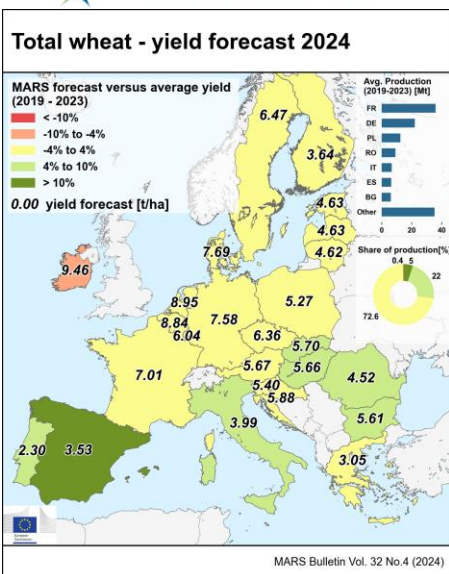 Total wheat - yield forecast 2024
MARS forecast versus average yield
(2019 - 2023)
< -10%
-10% to -4%
-4% to 4%
4% to 10%
> 10%
0.00 yield forecast [t/ha]
Avg. Production
(2019-2023) [Mt]
FR
DE
PL
RO
IT
ES
BG
Other
0 20 40
Share of production[%]
0.4 5
22
72.6
6.47
3.64
4.63
4.63
4.62
7.69
9.46
8.95
8.84
6.04
7.58
5.27
6.36
5.70
5.67
5.66
7.01
5.40
5.88
4.52
5.61
3.99
2.30
3.53
3.05
European
Commission
MARS Bulletin Vol. 32 No.4 (2024)